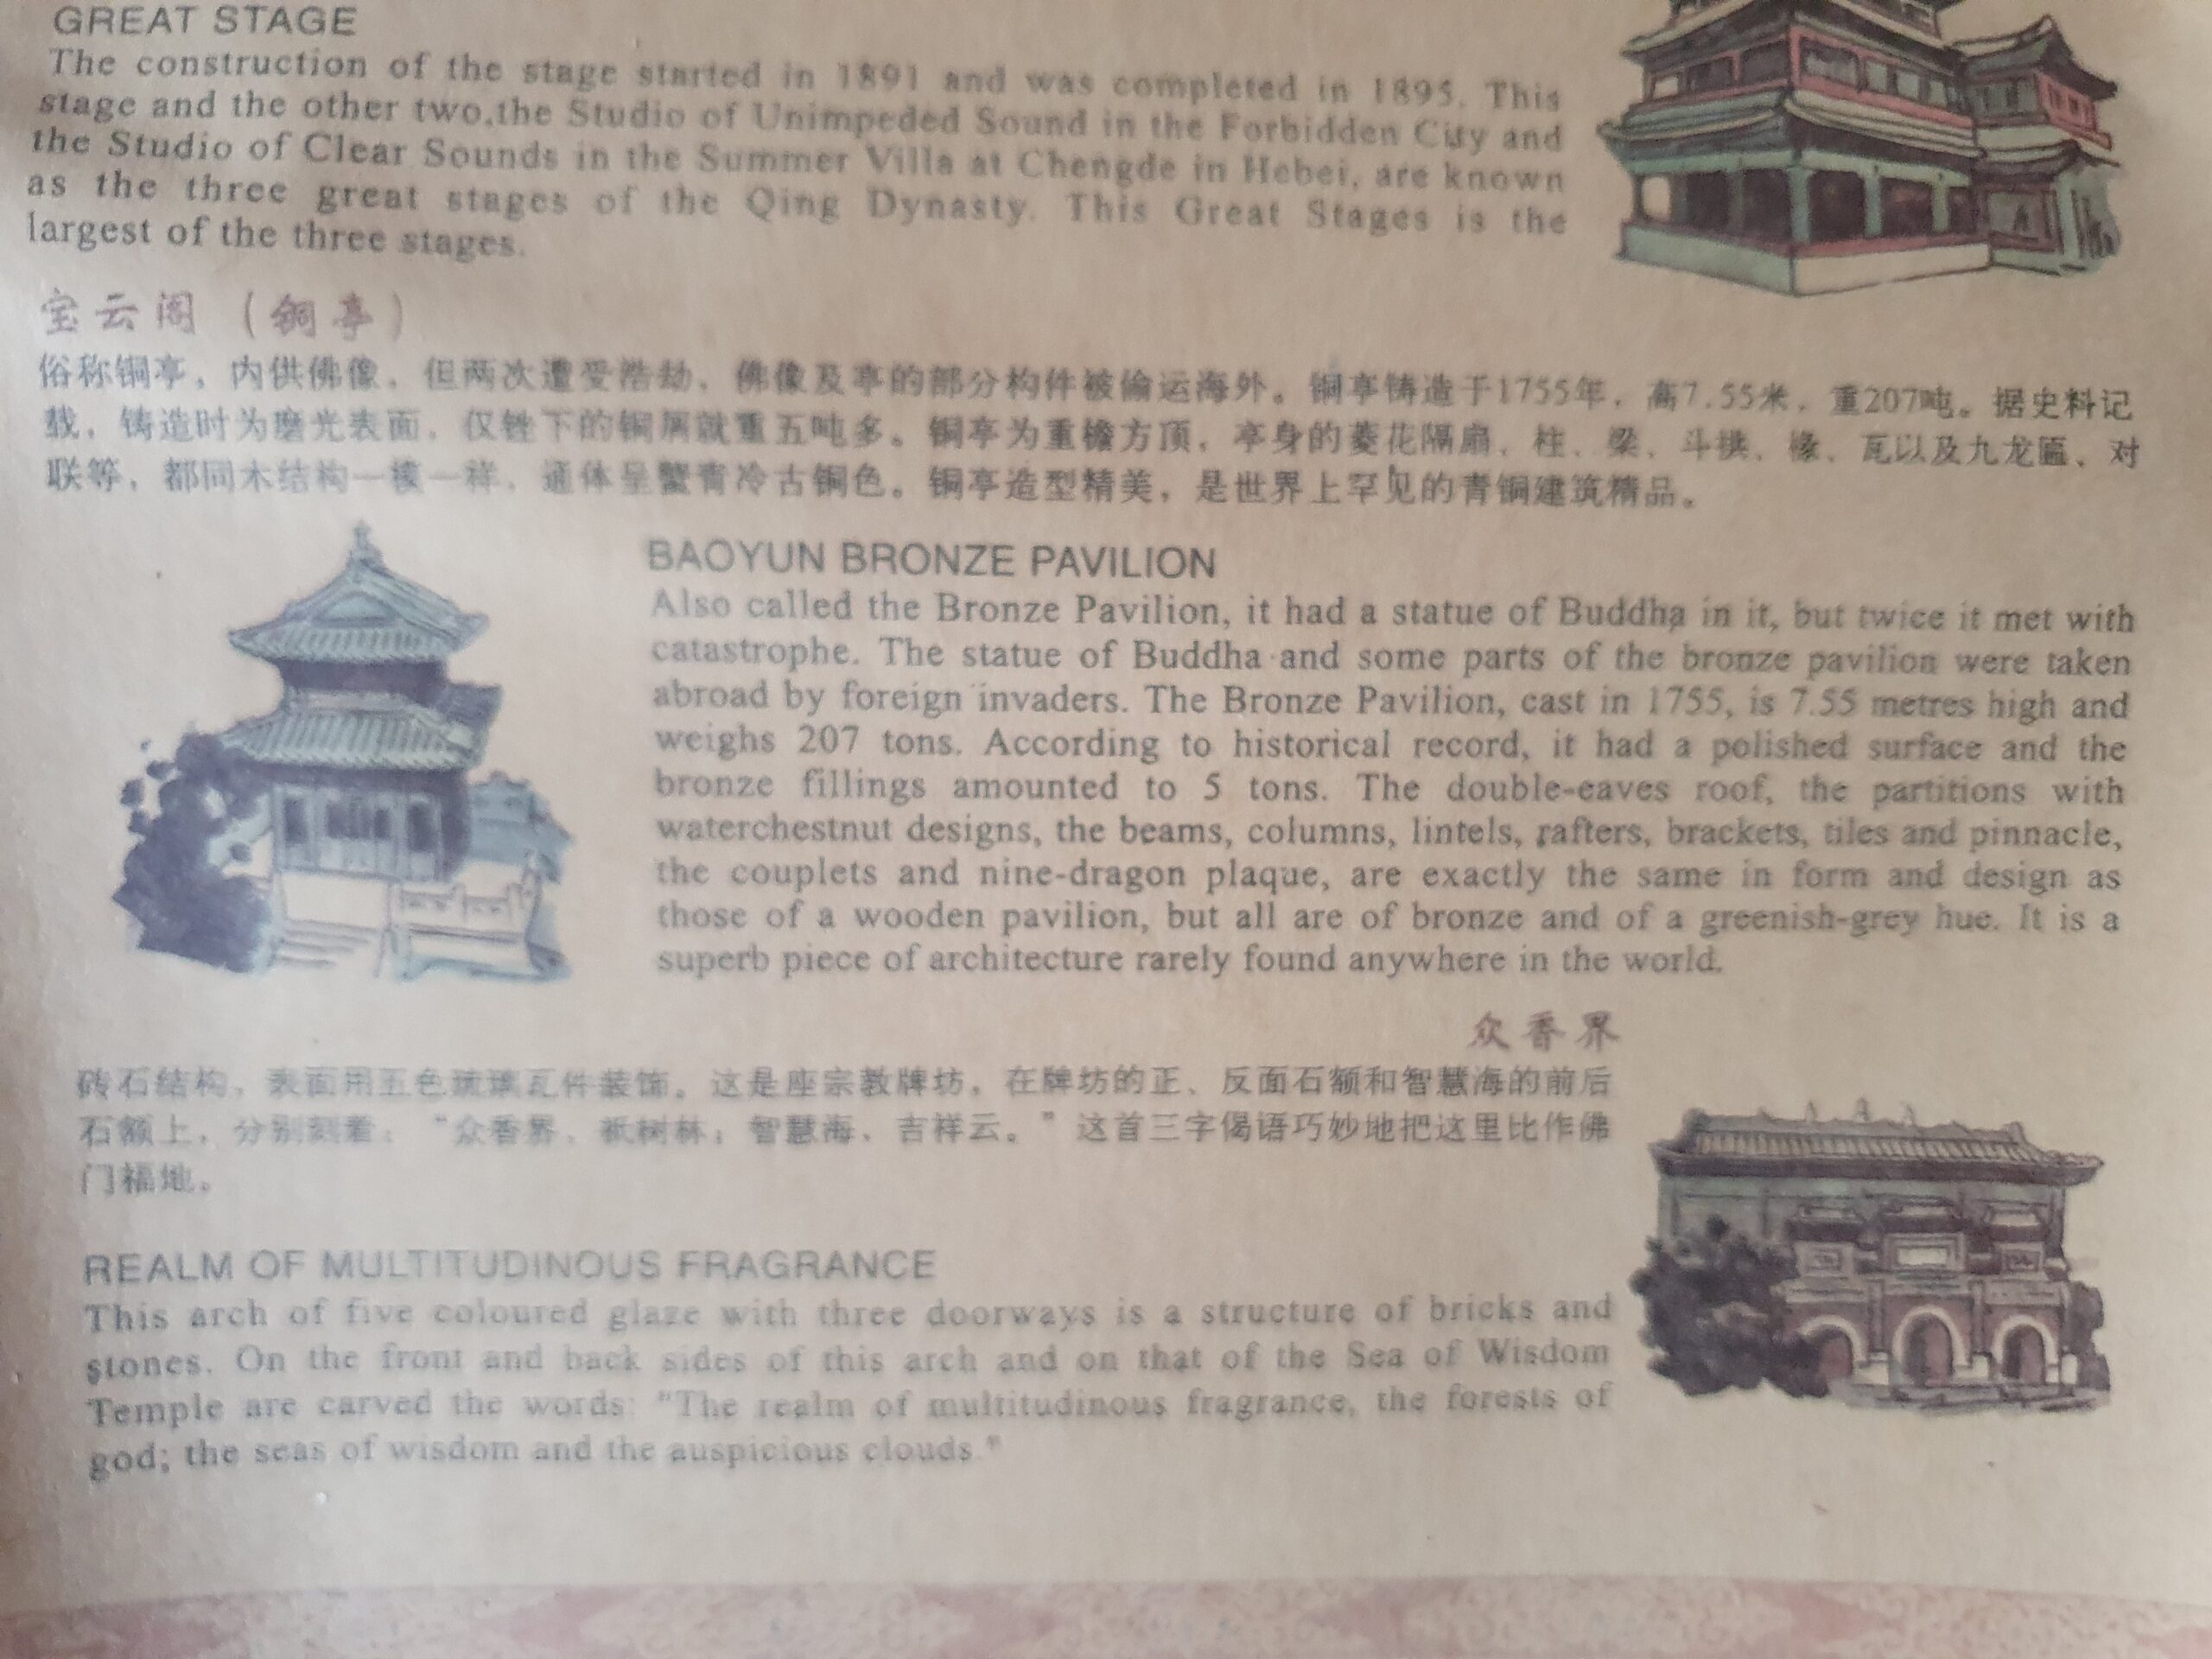 GREAT STAGE
The construction of the stage started in 1891 and was completed in 1895. This
stage and the other two,the Studio of Unimpeded Sound in the Forbidden City and
the Studio of Clear Sounds in the Summer Villa at Chengde in Hebei, are known
as the three great stages of the Qing Dynasty. This Great Stages is the
largest of the three stages.
宝云阁（铜亭）
俗称铜亭，内供佛像，但两次遭受浩劫，佛像及亭的部分构件被偷运海外。铜亭铸造于1755年，高7.55米，重207吨。据史料记
载，铸造时为磨光表面，仅锉下的铜屑就重五吨多。铜亭为重檐方顶，亭身的菱花隔扇、柱、梁、斗拱、椽、瓦以及九龙匾、对
联等，都同木结构一模一样，通体呈蟹青冷古铜色。铜亭造型精美，是世界上罕见的青铜建筑精品。
BAOYUN BRONZE PAVILION
Also called the Bronze Pavilion, it had a statue of Buddha in it, but twice it met with
catastrophe. The statue of Buddha and some parts of the bronze pavilion were taken
abroad by foreign invaders. The Bronze Pavilion, cast in 1755, is 7.55 metres high and
weighs 207 tons. According to historical record, it had a polished surface and the
bronze fillings amounted to 5 tons. The double-eaves roof, the partitions with
waterchestnut designs, the beams, columns, lintels, rafters, brackets, tiles and pinnacle,
the couplets and nine-dragon plaque, are exactly the same in form and design as
those of a wooden pavilion, but all are of bronze and of a greenish-grey hue. It is a
superb piece of architecture rarely found anywhere in the world.
众香界
砖石结构，表面用五色琉璃瓦件装饰。这是座宗教牌坊，在牌坊的正、反面石额和智慧海的前后
石额上，分别刻着：“众香界，祇树林；智慧海，吉祥云。”这首三字偈语巧妙地把这里比作佛
门福地。
REALM OF MULTITUDINOUS FRAGRANCE
This arch of five coloured glaze with three doorways is a structure of bricks and
stones. On the front and back sides of this arch and on that of the Sea of Wisdom
Temple are carved the words: "The realm of multitudinous fragrance, the forests of
god; the seas of wisdom and the auspicious clouds."